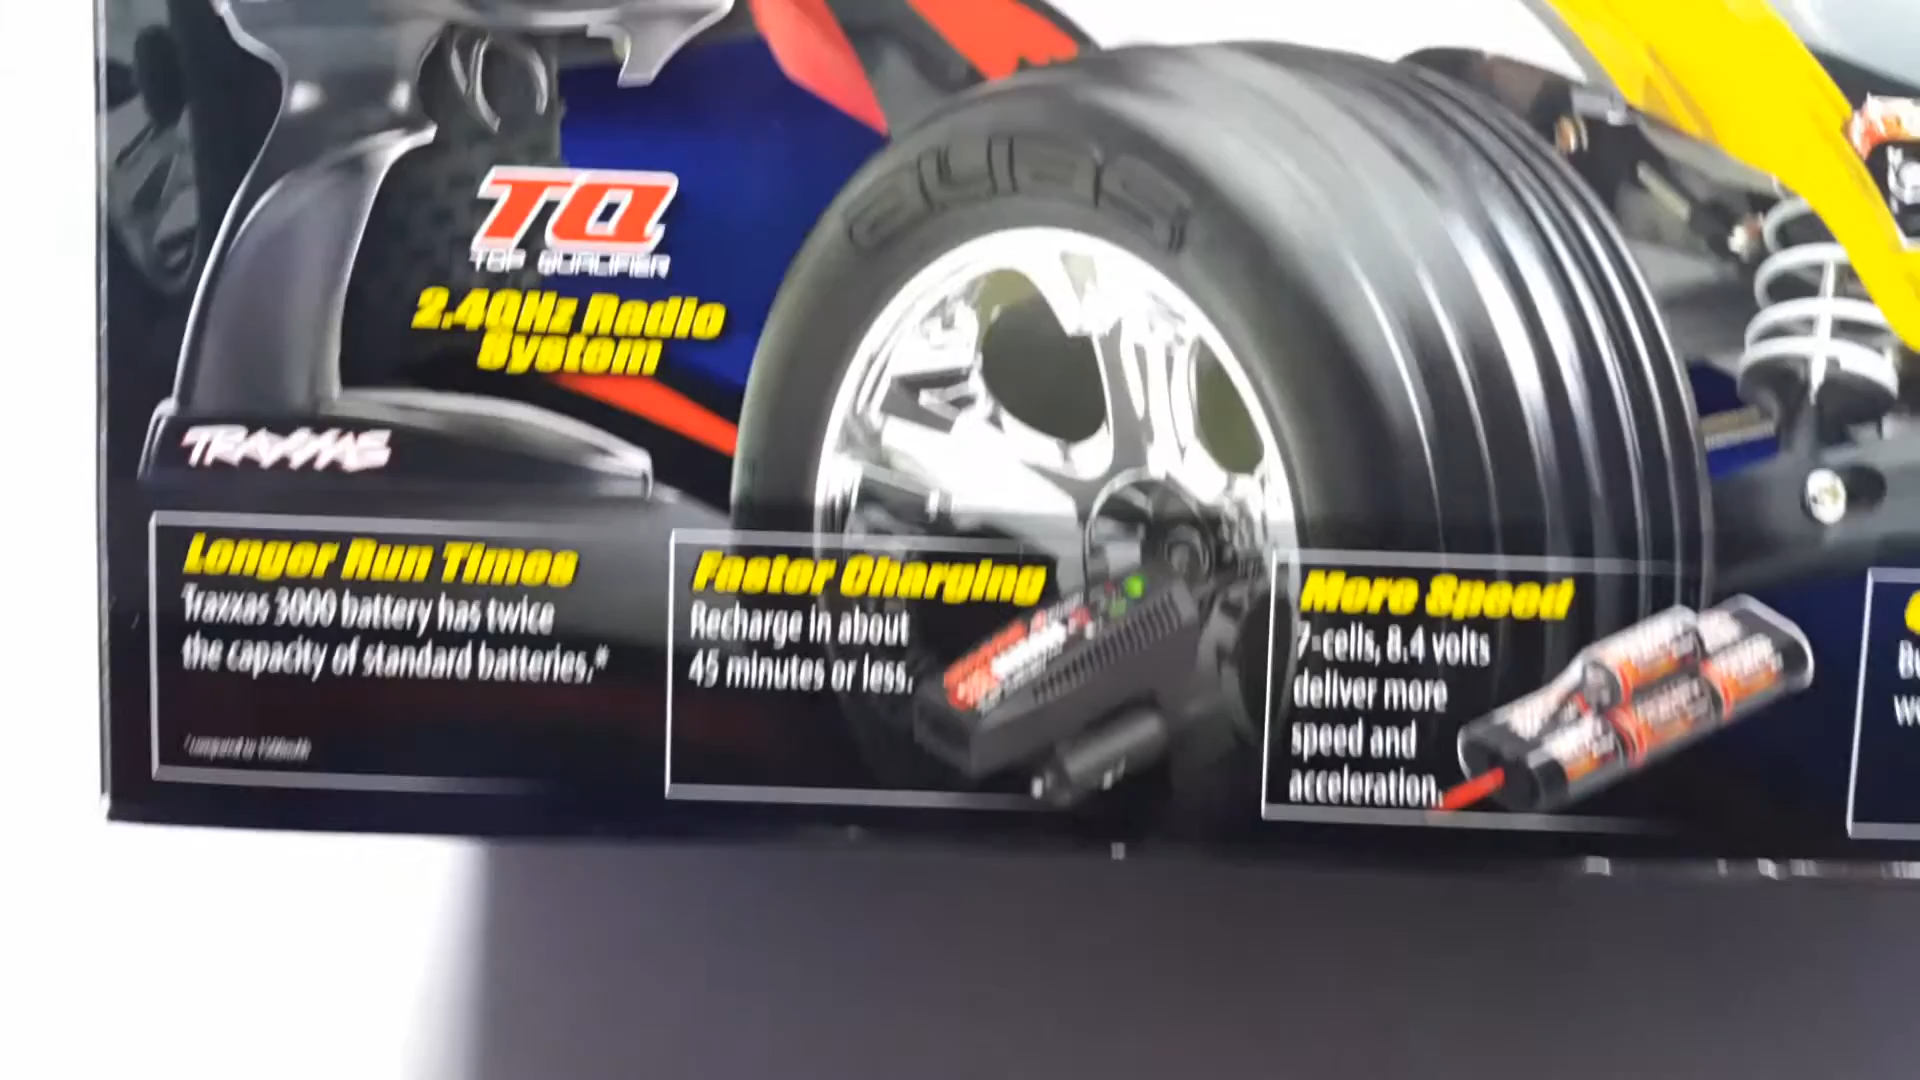 alias
TQ
TOP QUALIFIER
2.4GHz Radio
System
TRAXXAS
Longer Run Times
Traxxas 3000 battery has twice
the capacity of standard batteries.*
Faster Charging
Recharge in about
45 minutes or less.
More Speed
7-cells, 8.4 volts
deliver more
speed and
acceleration.